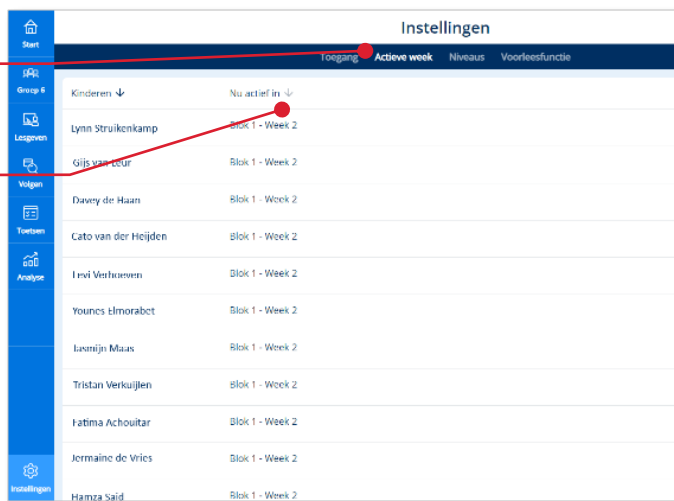 Instellingen
Start
Toegang Actieve week Niveaus Voorleesfunctie
Groep 6
Kinderen Nu actief in
Lesgeven
Lynn Struikenkamp Blok 1 - Week 2
Gijs van Leur Blok 1 - Week 2
Volgen
Davey de Haan Blok 1 - Week 2
Toetsen
Cato van der Heijden Blok 1 - Week 2
Levi Verhoeven Blok 1 - Week 2
Analyse
Younes Elmorabet Blok 1 - Week 2
Jasmijn Maas Blok 1 - Week 2
Tristan Verkuijlen Blok 1 - Week 2
Fatima Achouitar Blok 1 - Week 2
Jermaine de Vries Blok 1 - Week 2
Instellingen
Hamza Said Blok 1 - Week 2